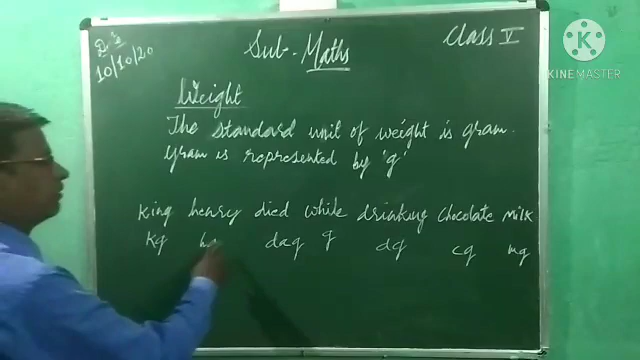 D's
10/10/20
Sub- Maths
Class V
KINEMASTER
Weight
The standard unit of weight is gram.
Gram is represented by 'g'
King henry died while drinking chocolate milk
kg dag g dg cg mg